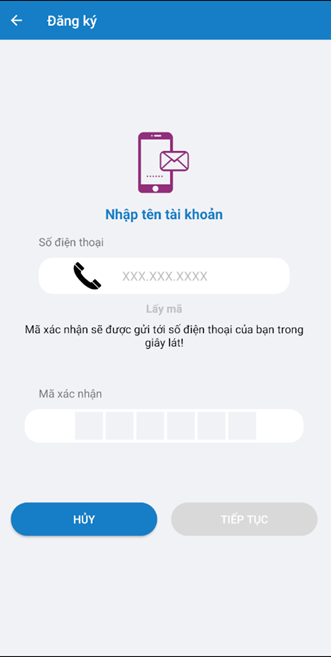 Đăng ký
Nhập tên tài khoản
Số điện thoại
XXX.XXX.XXXX
Lấy mã
Mã xác nhận sẽ được gửi tới số điện thoại của bạn trong
giây lát!
Mã xác nhận
HỦY
TIẾP TỤC